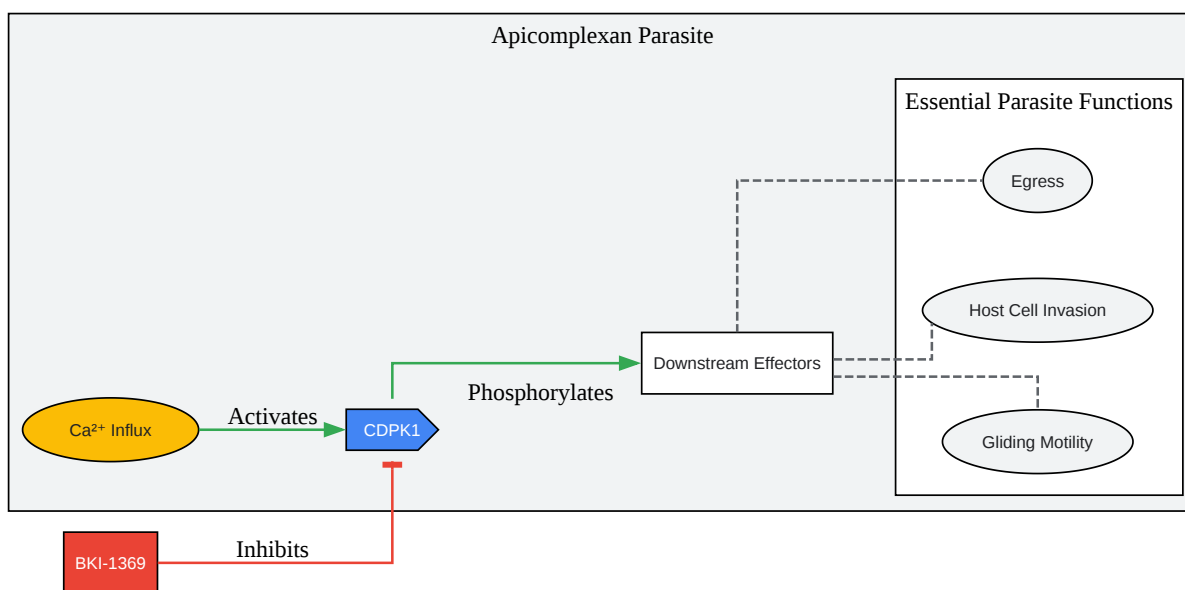 Apicomplexan Parasite
Essential Parasite Functions
Egress
Host Cell Invasion
Downstream Effectors
Phosphorylates
Activates
Ca²⁺ Influx
CDPK1
Gliding Motility
Inhibits
BKI-1369